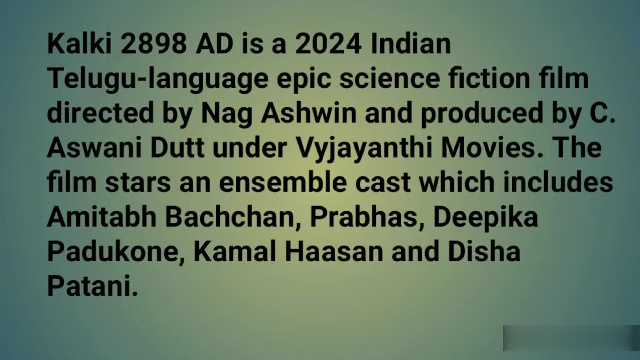 Kalki 2898 AD is a 2024 Indian
Telugu-language epic science fiction film
directed by Nag Ashwin and produced by C.
Aswani Dutt under Vyjayanthi Movies. The
film stars an ensemble cast which includes
Amitabh Bachchan, Prabhas, Deepika
Padukone, Kamal Haasan and Disha
Patani.